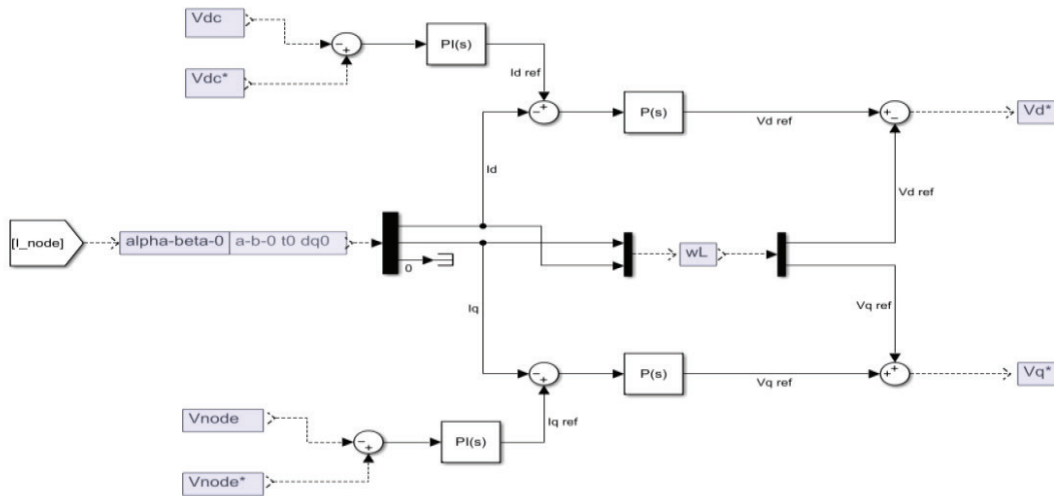 Vdc
Vdc*
-
+
PI(s)
Id ref
-
+
P(s)
Vd ref
+
-
Vd*
Id
Vd ref
[I_node]
alpha-beta-0
a-b-0 t0 dq0
0
wL
Iq
Vq ref
-
+
P(s)
Vq ref
+
+
Vq*
Vnode
Vnode*
-
+
PI(s)
Iq ref